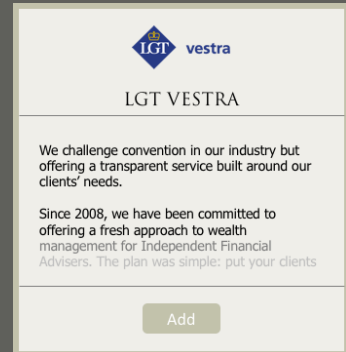 LGT vestra
LGT VESTRA
We challenge convention in our industry but
offering a transparent service built around our
clients' needs.
Since 2008, we have been committed to
offering a fresh approach to wealth
management for Independent Financial
Advisers. The plan was simple: put your clients
Add